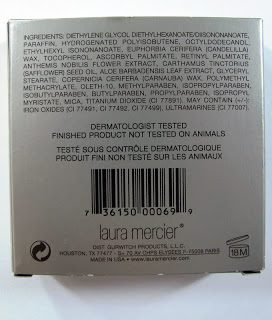 INGREDIENTS: DIETHYLENE GLYCOL DIETHYLHEXANOATE/DIISONONANOATE,
PARAFFIN, HYDROGENATED POLYISOBUTENE, OCTYLDODECANOL,
ETHYLHEXYL ISONONANOATE, EUPHORBIA CERIFERA (CANDELILLA)
WAX, TOCOPHEROL, ASCORBYL PALMITATE, RETINYL PALMITATE,
ANTHEMIS NOBILIS FLOWER EXTRACT, CARTHAMUS TINCTORIUS
(SAFFLOWER) SEED OIL, ALOE BARBADENSIS LEAF EXTRACT, GLYCERYL
STEARATE, COPERNICIA CERIFERA (CARNAUBA) WAX, POLYMETHYL
METHACRYLATE, OLETH-10, METHYLPARABEN, ISOPROPYLPARABEN,
ISOBUTYLPARABEN, BUTYLPARABEN, PROPYLPARABEN, ISOPROPYL
MYRISTATE, MICA, TITANIUM DIOXIDE (CI 77891). MAY CONTAIN (+/-):
IRON OXIDES (CI 77491, CI 77492, CI 77499), ULTRAMARINES (CI 77007).
DERMATOLOGIST TESTED
FINISHED PRODUCT NOT TESTED ON ANIMALS
TESTÉ SOUS CONTRÔLE DERMATOLOGIQUE
PRODUIT FINI NON TESTÉ SUR LES ANIMAUX
7 36150 00069 9
laura mercier
DIST. GURWITCH PRODUCTS, L.L.C.
HOUSTON, TX 77477 - 70 AV CHPS ELYSEES F-75008 PARIS
MADE IN USA • www.lauramercier.com
18M